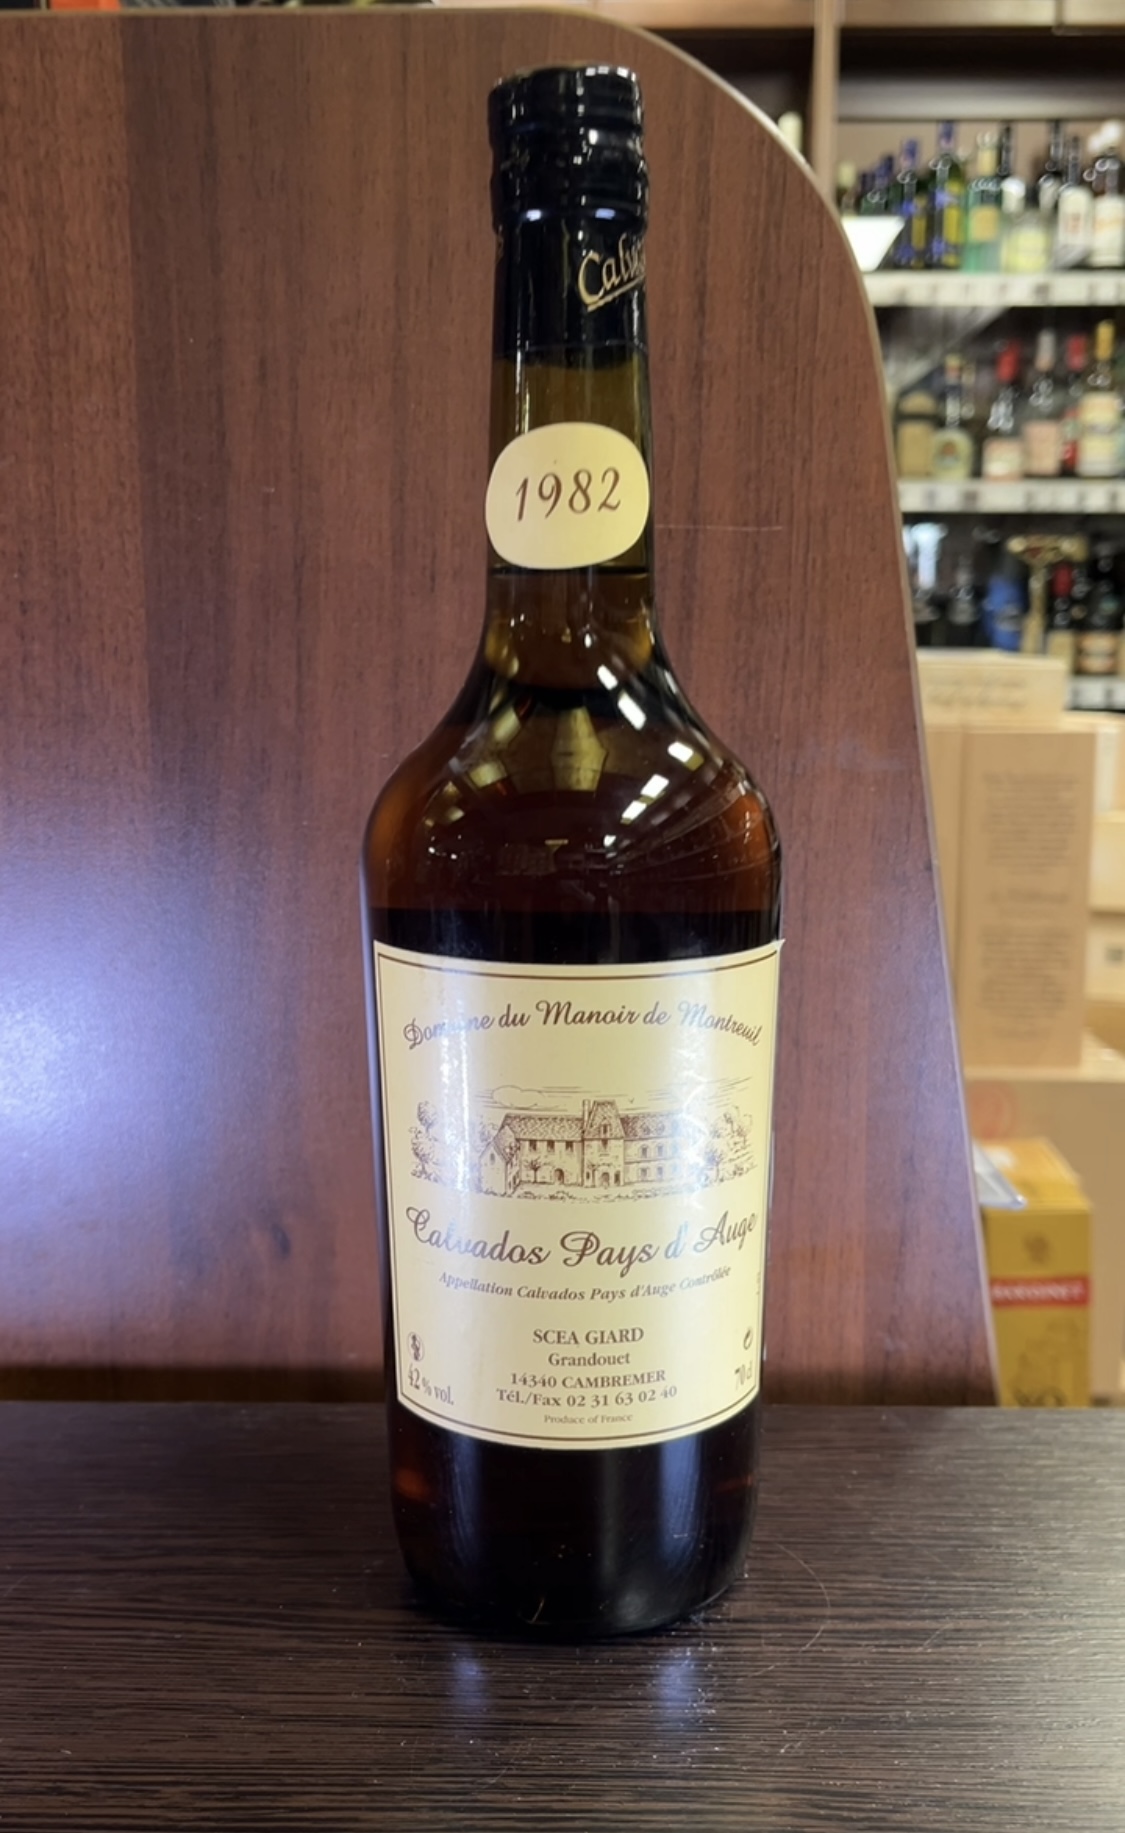 1982
Domaine du Manoir de Montreuil
Calvados Pays d'Auge
Appellation Calvados Pays d'Auge Contrôlée
SCEA GIARD
Grandouet
14340 CAMBREMER
42% vol.
70 cl
Tél./Fax 02 31 63 02 40
Produce of France